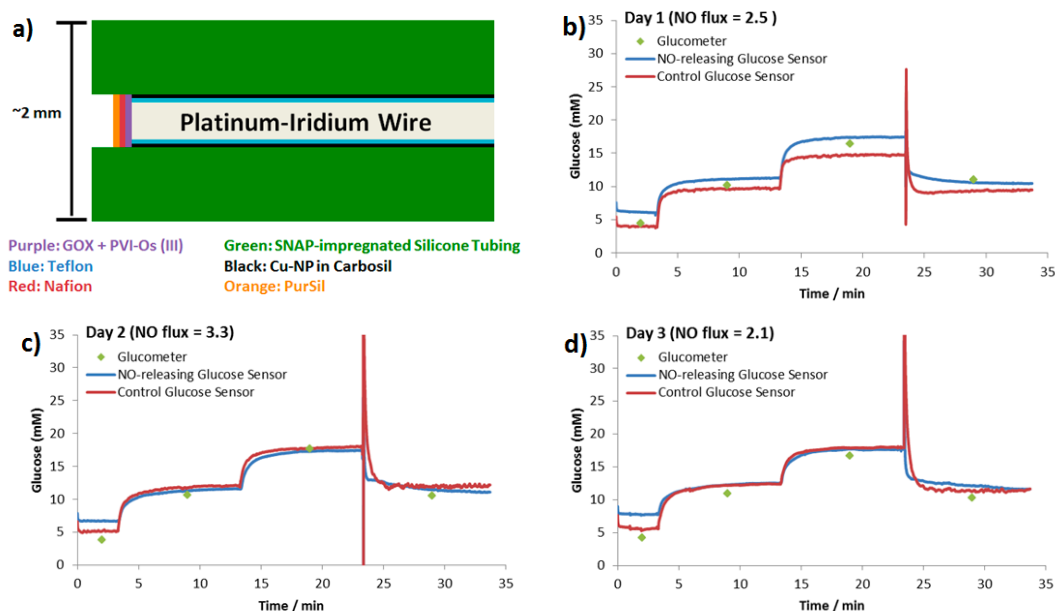 a)
~2 mm
Platinum-Iridium Wire
Purple: GOX + PVI-Os (III)
Blue: Teflon
Red: Nafion
Green: SNAP-impregnated Silicone Tubing
Black: Cu-NP in Carbosil
Orange: PurSil
b)
Day 1 (NO flux = 2.5 )
Glucometer
NO-releasing Glucose Sensor
Control Glucose Sensor
Glucose (mM)
35
30
25
20
15
10
5
0
0 5 10 15 20 25 30 35
Time / min
c)
Day 2 (NO flux = 3.3)
Glucometer
NO-releasing Glucose Sensor
Control Glucose Sensor
Glucose (mM)
35
30
25
20
15
10
5
0
0 5 10 15 20 25 30 35
Time / min
d)
Day 3 (NO flux = 2.1)
Glucometer
NO-releasing Glucose Sensor
Control Glucose Sensor
Glucose (mM)
35
30
25
20
15
10
5
0
0 5 10 15 20 25 30 35
Time / min